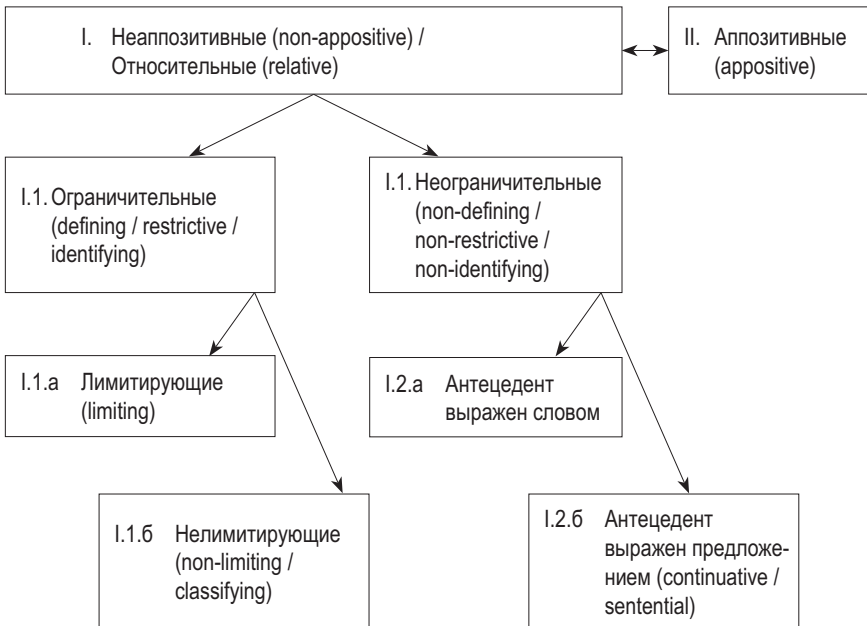 I. Неаппозитивные (non-appositive) /
Относительные (relative)
II. Аппозитивные
(appositive)
I.1. Ограничительные
(defining / restrictive /
identifying)
I.1. Неограничительные
(non-defining /
non-restrictive /
non-identifying)
I.1.а Лимитирующие
(limiting)
I.2.а Антецедент
выражен словом
I.1.б Нелимитирующие
(non-limiting /
classifying)
I.2.б Антецедент
выражен предложе-
нием (continuative /
sentential)